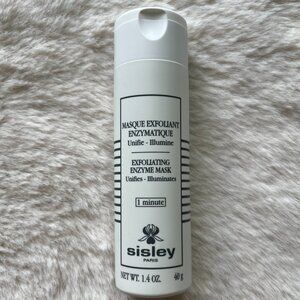 MASQUE EXFOLIANT
ENZYMATIQUE
Unifie - Illumine
EXFOLIATING
ENZYME MASK
Unifies - Illuminates
1 minute
sisley
PARIS
NET WT. 1.4 OZ. 40 g